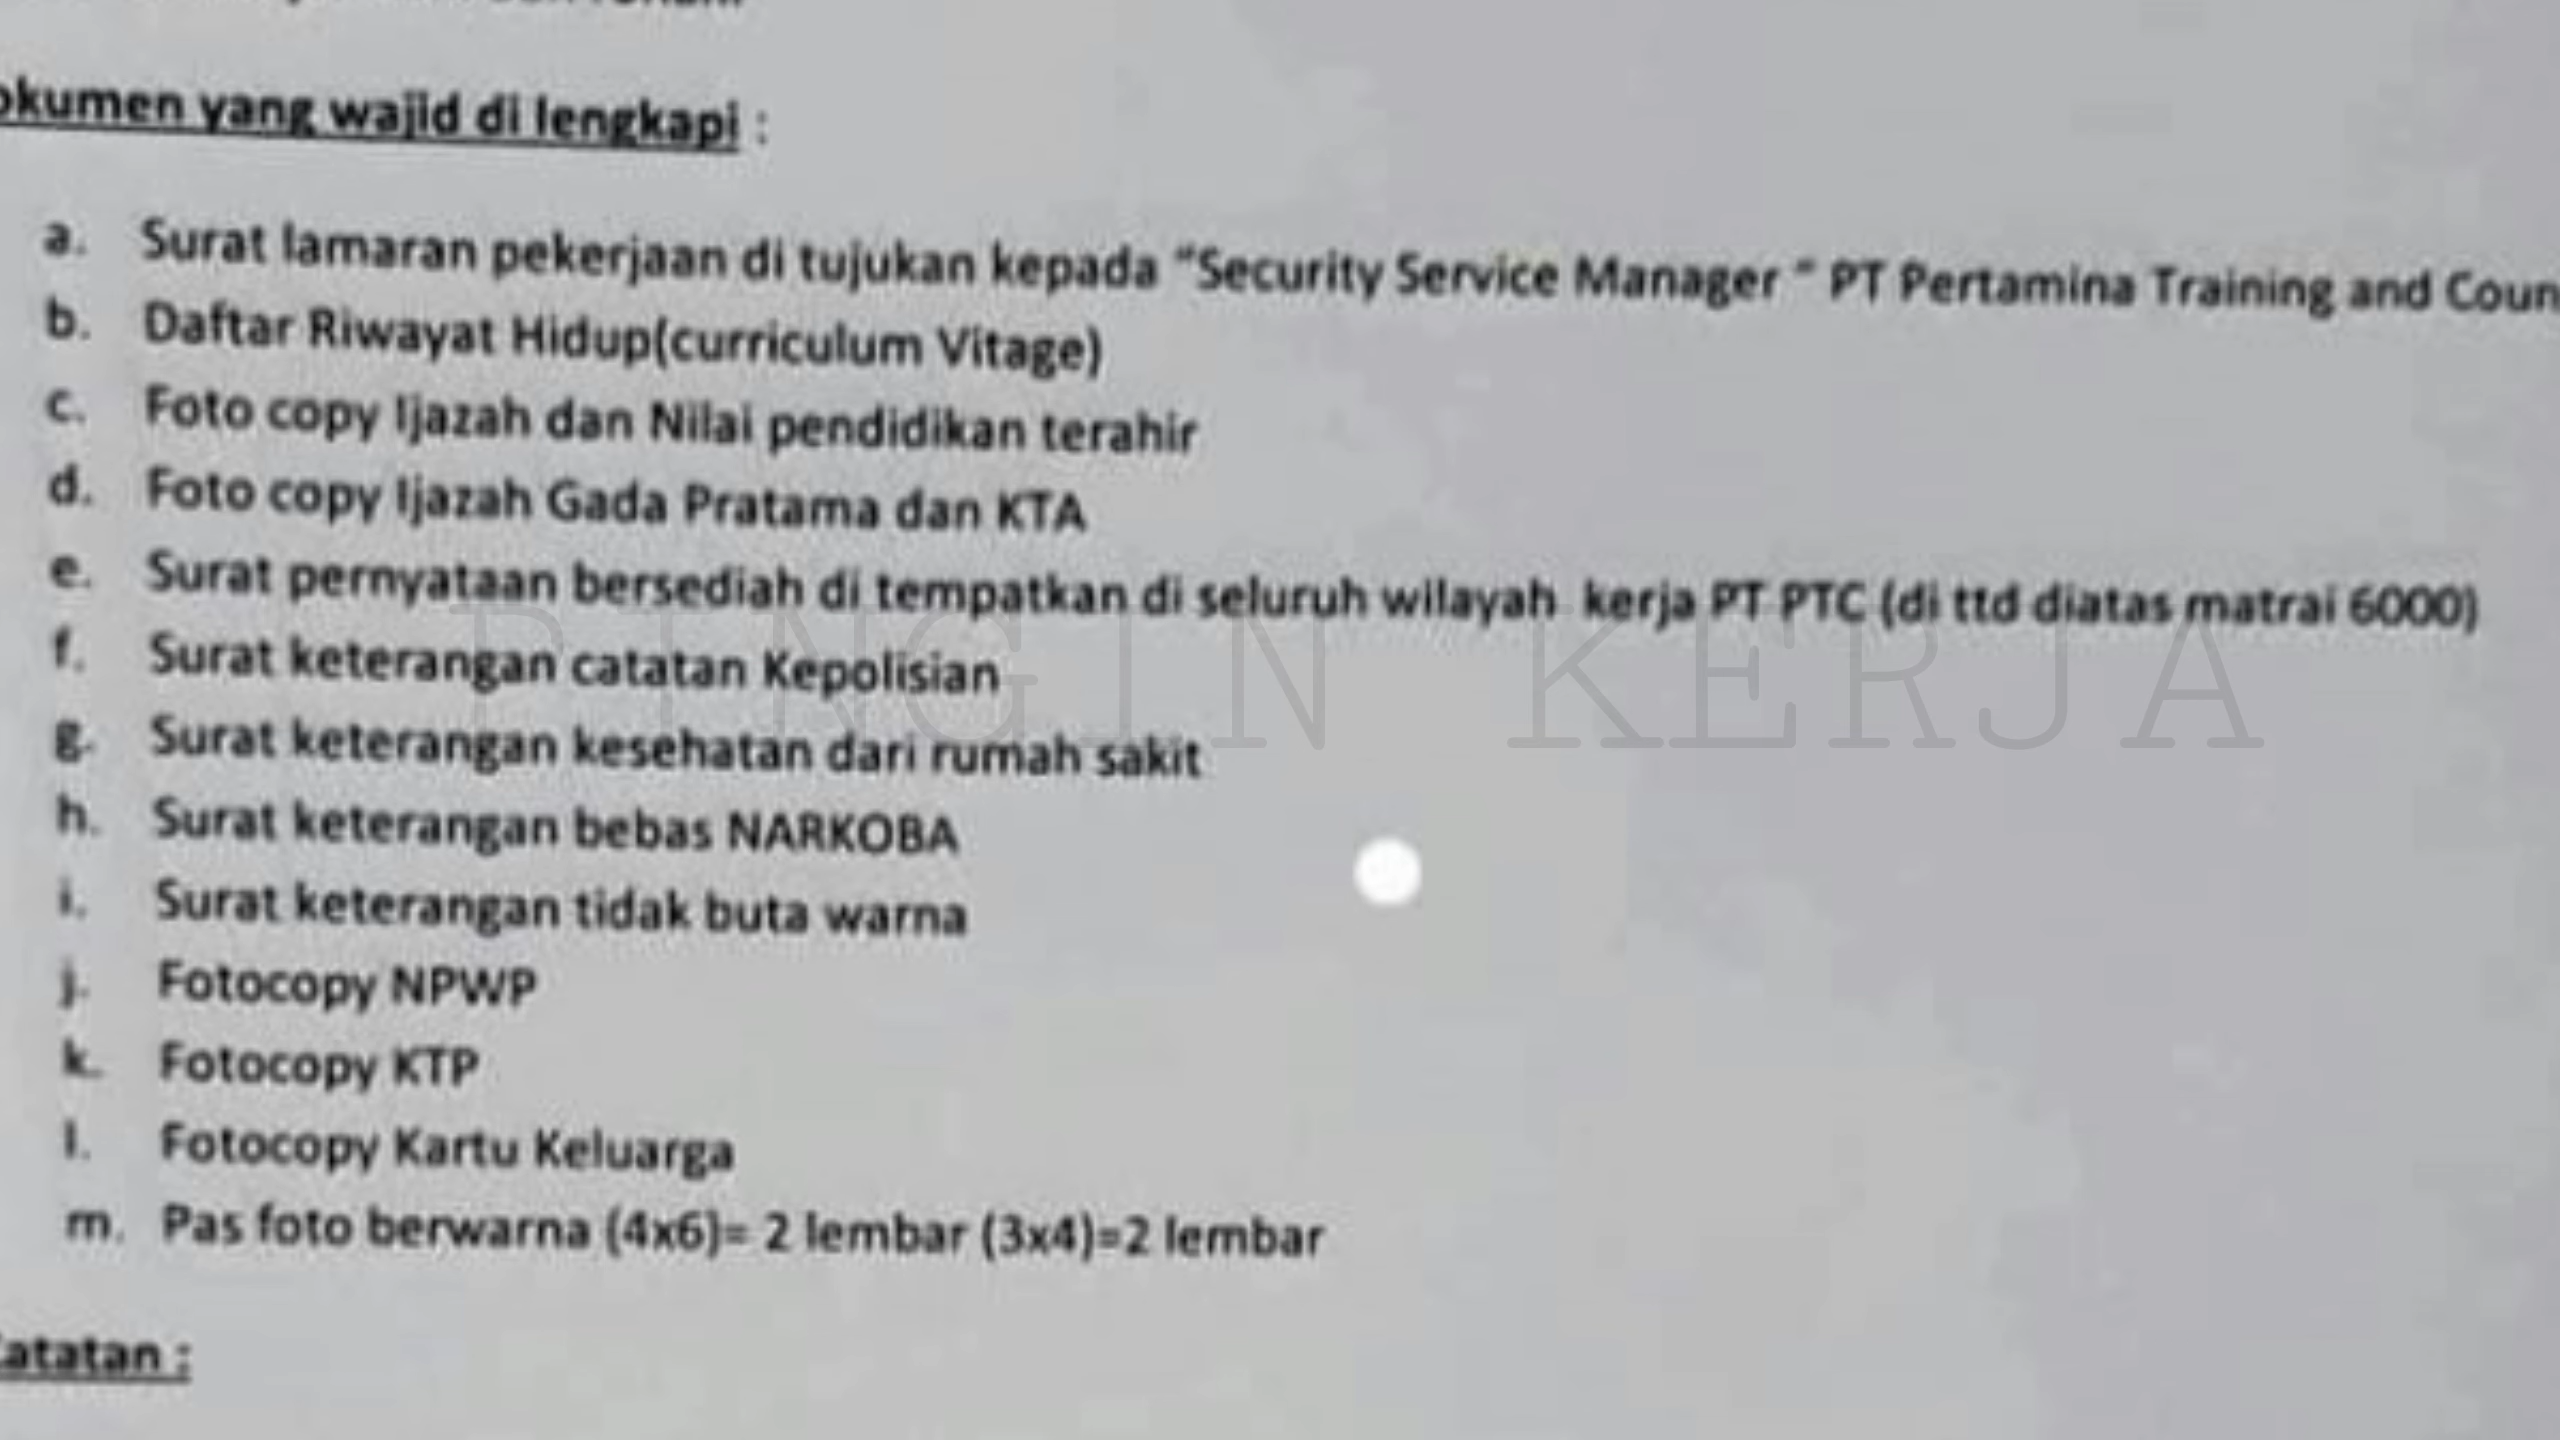 okumen yang wajid di lengkapi :
a. Surat lamaran pekerjaan di tujukan kepada "Security Service Manager " PT Pertamina Training and Coun
b. Daftar Riwayat Hidup(curriculum Vitage)
c. Foto copy Ijazah dan Nilai pendidikan terahir
d. Foto copy Ijazah Gada Pratama dan KTA
e. Surat pernyataan bersediah di tempatkan di seluruh wilayah kerja PT PTC (di ttd diatas matrai 6000)
PINGIN KERJA
f. Surat keterangan catatan Kepolisian
g. Surat keterangan kesehatan dari rumah sakit
h. Surat keterangan bebas NARKOBA
i. Surat keterangan tidak buta warna
j. Fotocopy NPWP
k. Fotocopy KTP
l. Fotocopy Kartu Keluarga
m. Pas foto berwarna (4x6)= 2 lembar (3x4)=2 lembar
atatan :